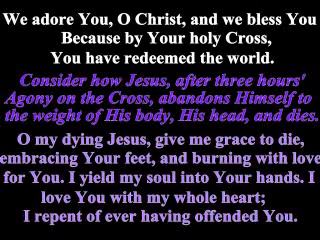 We adore You, O Christ, and we bless You
Because by Your holy Cross,
You have redeemed the world.
Consider how Jesus, after three hours'
Agony on the Cross, abandons Himself to
the weight of His body, His head, and dies.
O my dying Jesus, give me grace to die,
embracing Your feet, and burning with love
for You. I yield my soul into Your hands. I
love You with my whole heart;
I repent of ever having offended You.